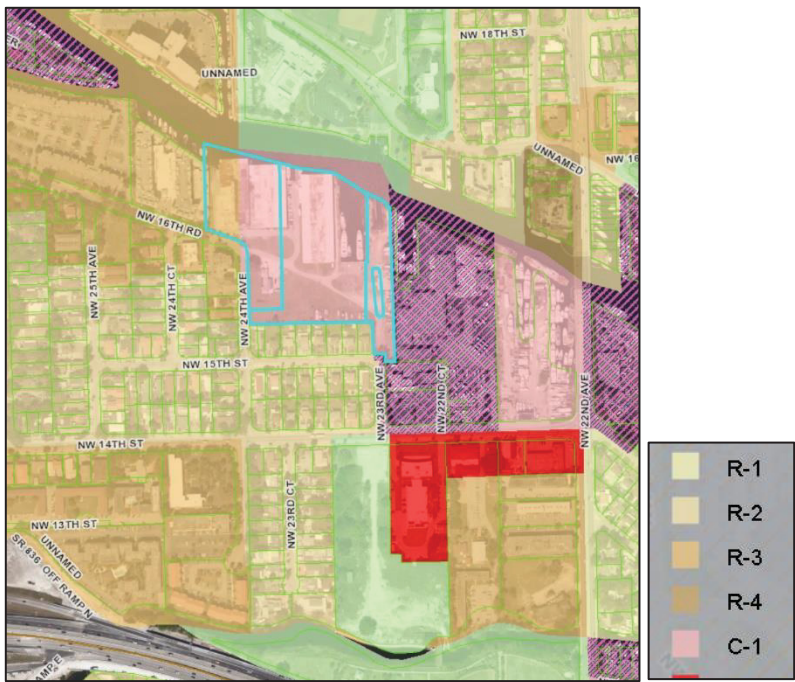 NW 18TH ST
UNNAMED
UNNAMED
NW 16TH RD
NW 25TH AVE
NW 24TH CT
NW 24TH AVE
NW 15TH ST
NW 23RD AVE
NW 22ND CT
NW 22ND AVE
NW 14TH ST
NW 23RD CT
NW 13TH ST
UNNAMED
SR 836 OFF RAMP N
RAMP E
R-1
R-2
R-3
R-4
C-1